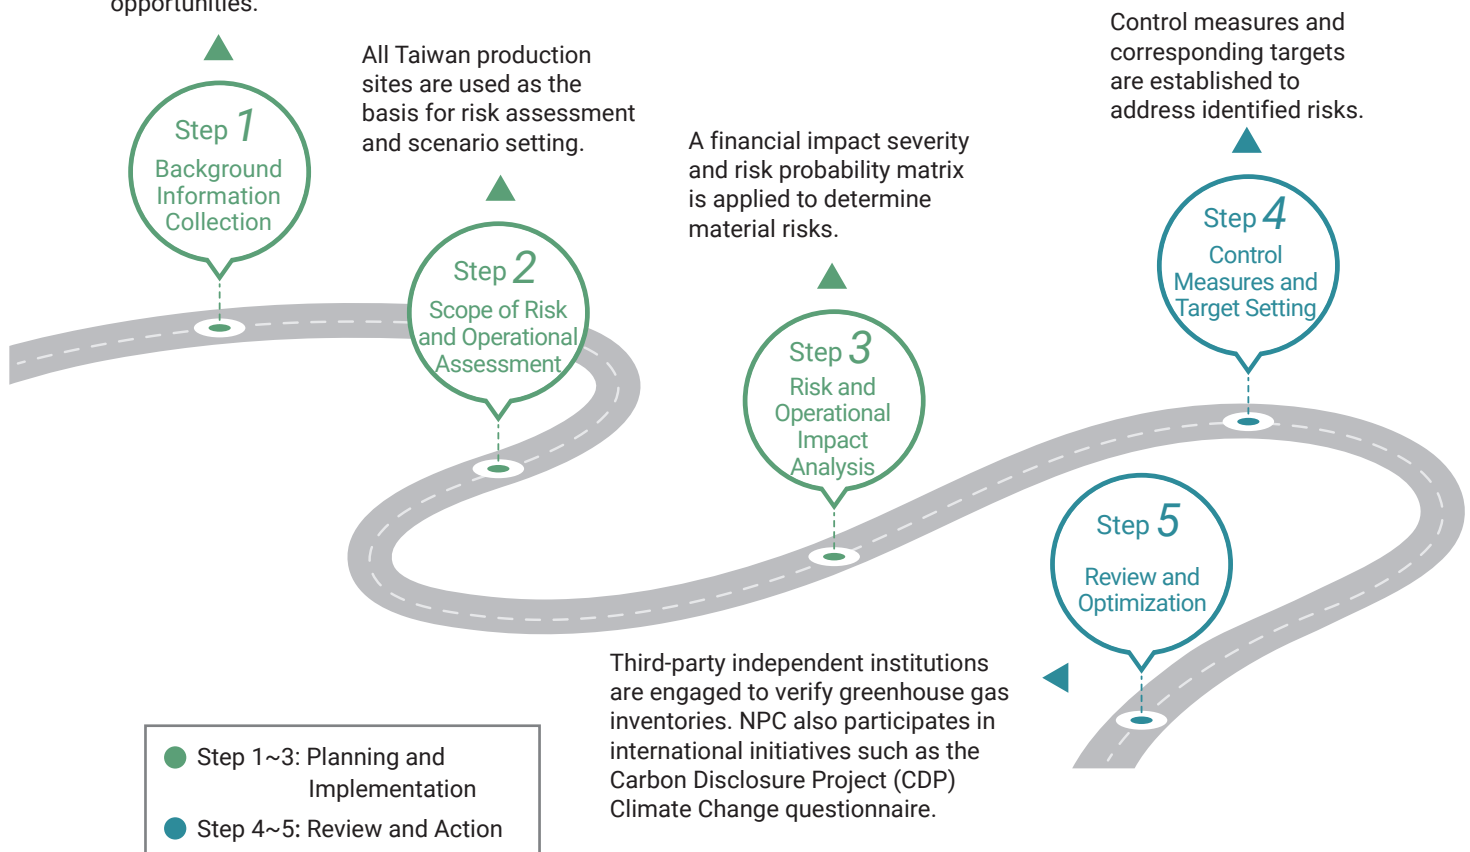 opportunities.
Step 1
Background
Information
Collection
All Taiwan production
sites are used as the
basis for risk assessment
and scenario setting.
Step 2
Scope of Risk
and Operational
Assessment
A financial impact severity
and risk probability matrix
is applied to determine
material risks.
Step 3
Risk and
Operational
Impact
Analysis
Control measures and
corresponding targets
are established to
address identified risks.
Step 4
Control
Measures and
Target Setting
Step 5
Review and
Optimization
Third-party independent institutions
are engaged to verify greenhouse gas
inventories. NPC also participates in
international initiatives such as the
Carbon Disclosure Project (CDP)
Climate Change questionnaire.
Step 1~3: Planning and
Implementation
Step 4~5: Review and Action